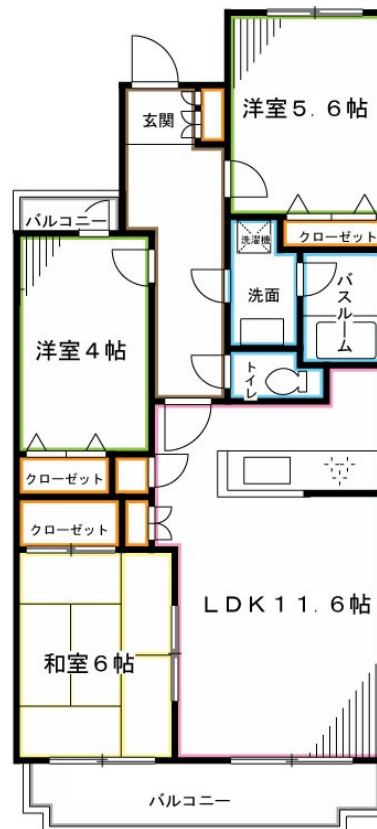 洋室5.6帖
玄関
クローゼット
バルコニー
洗濯機
洗面
バスルーム
洋室4帖
トイレ
クローゼット
クローゼット
LDK11.6帖
和室6帖
バルコニー